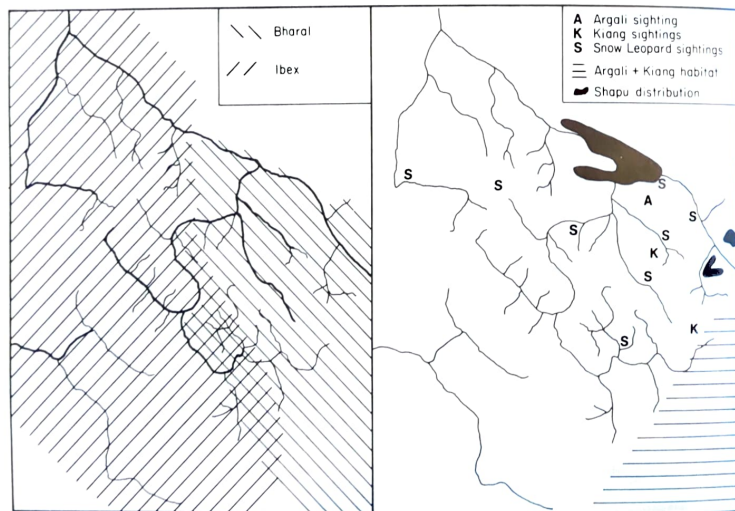 Bharal
Ibex
A Argali sighting
K Kiang sightings
S Snow Leopard sightings
Argali + Kiang habitat
Shapu distribution
S
S
S
A
S
S
S
K
S
K
S